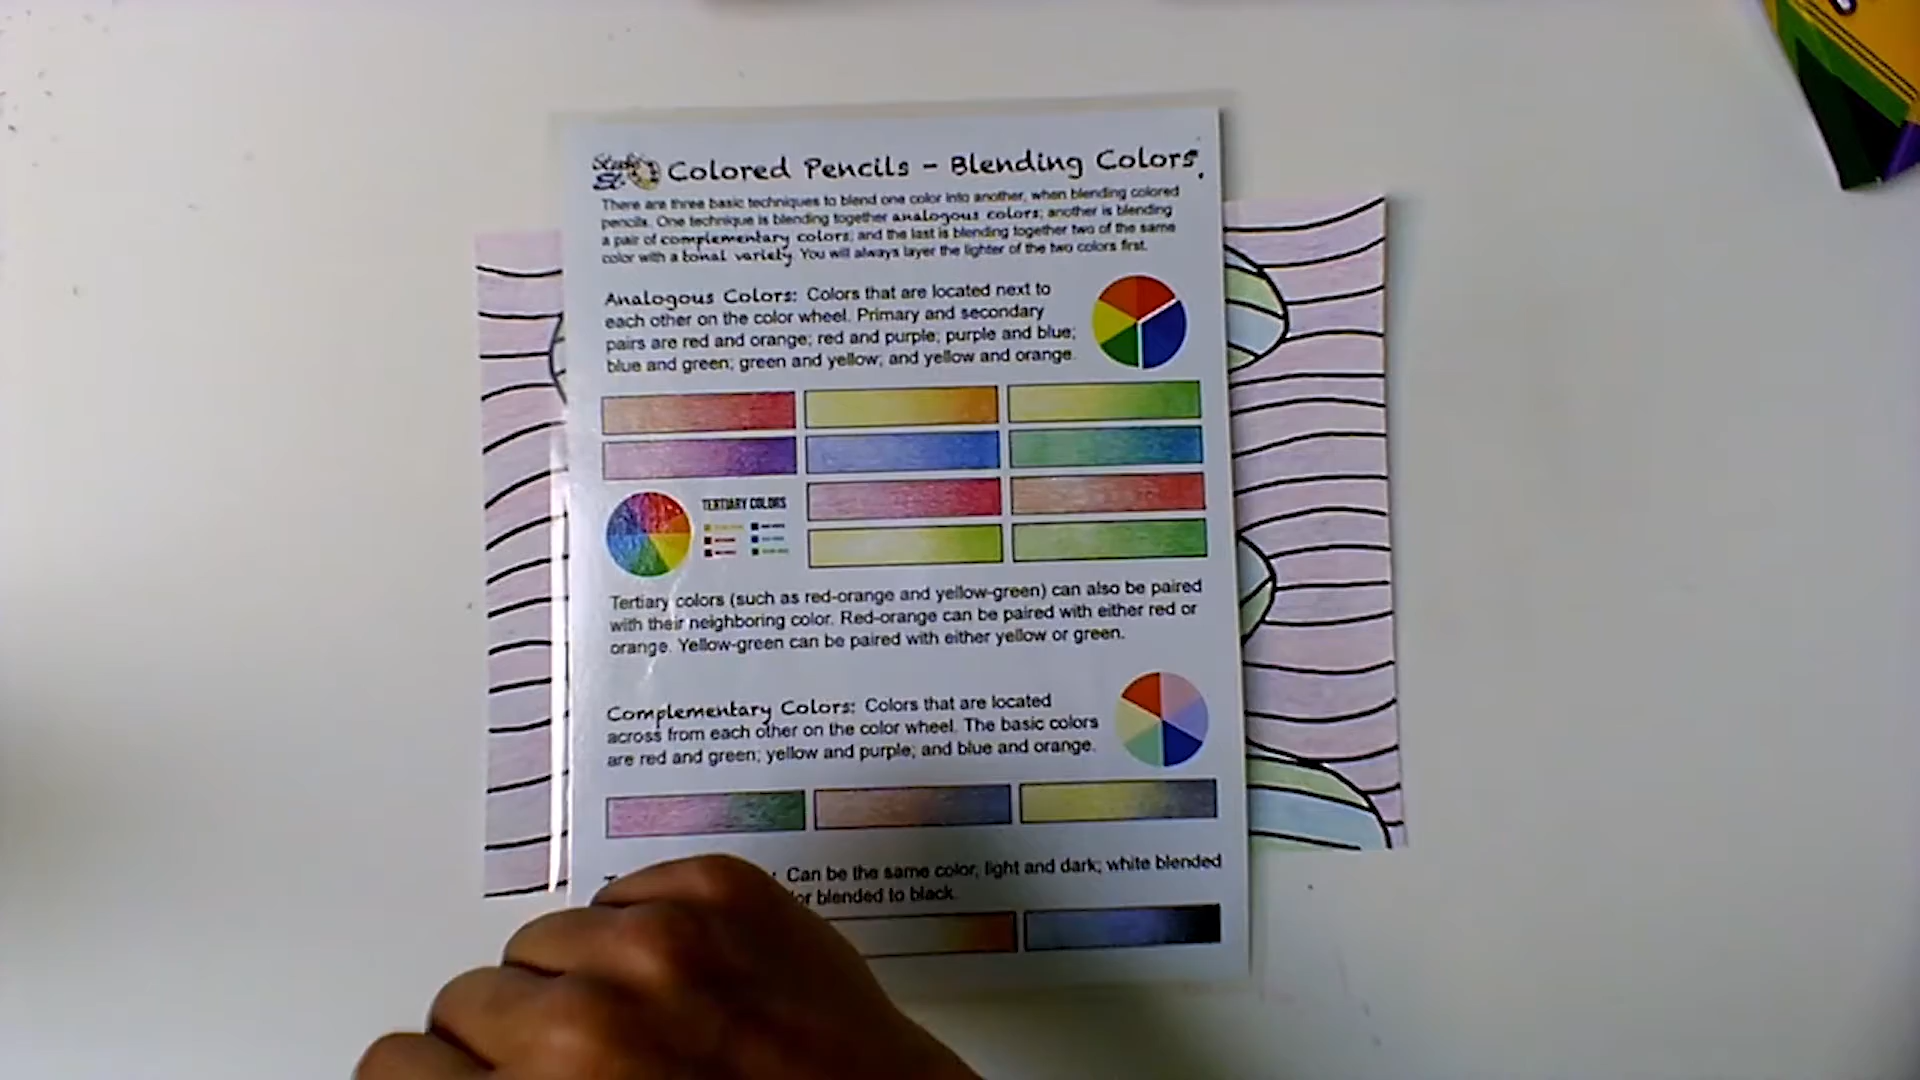 Studio
St.
Colored Pencils – Blending Colors
There are three basic techniques to blend one color into another, when blending colored
pencils. One technique is blending together analogous colors; another is blending
a pair of complementary colors; and the last is blending together two of the same
color with a tonal variety. You will always layer the lighter of the two colors first.
Analogous Colors: Colors that are located next to
each other on the color wheel. Primary and secondary
pairs are red and orange; red and purple; purple and blue;
blue and green; green and yellow; and yellow and orange.
TERTIARY COLORS
Tertiary colors (such as red-orange and yellow-green) can also be paired
with their neighboring color. Red-orange can be paired with either red or
orange. Yellow-green can be paired with either yellow or green.
Complementary Colors: Colors that are located
across from each other on the color wheel. The basic colors
are red and green; yellow and purple; and blue and orange.
: Can be the same color, light and dark; white blended
or blended to black.